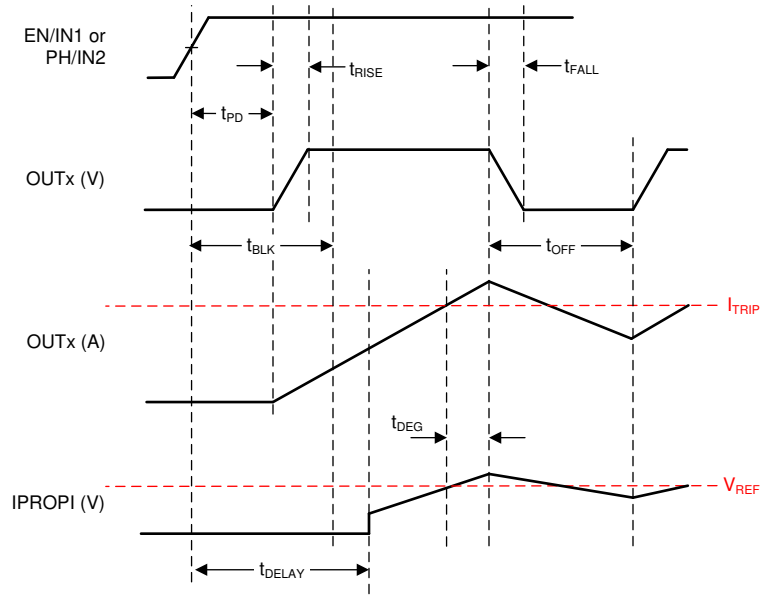 EN/IN1 or
PH/IN2
tRISE
tFALL
tPD
OUTx (V)
tBLK
tOFF
ITRIP
OUTx (A)
tDEG
IPROPI (V)
VREF
tDELAY